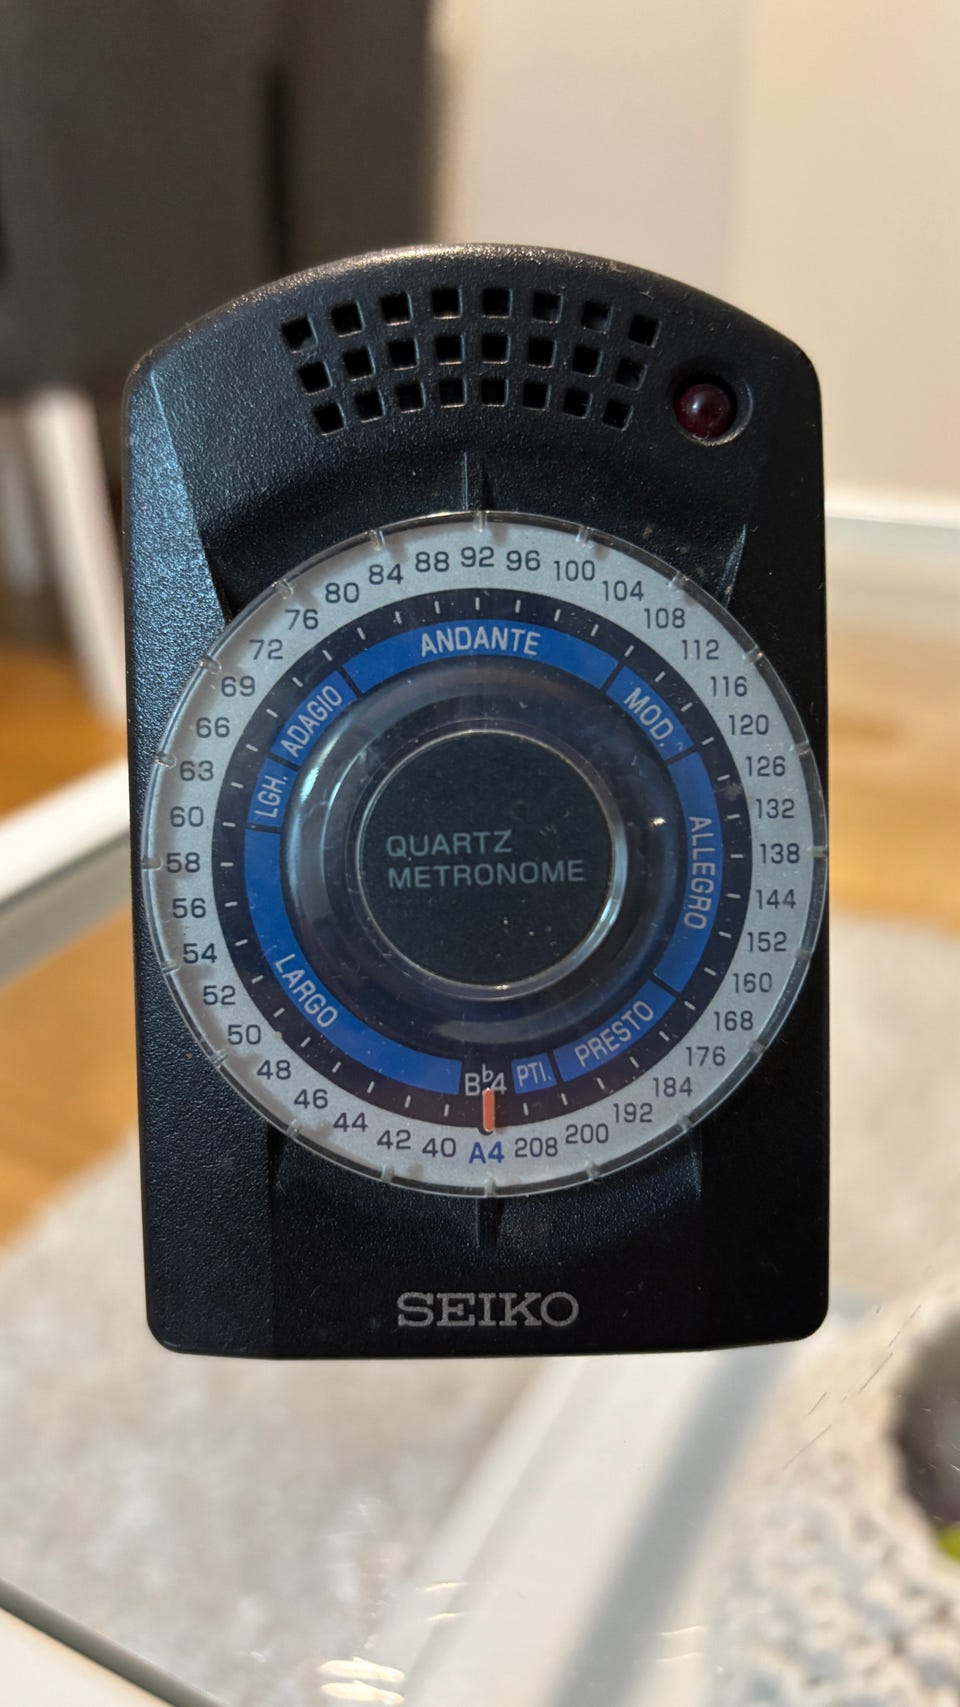 40 42 44 46 48 50 52 54 56 58 60 63 66 69 72 76 80 84 88 92 96 100 104 108 112 116 120 126 132 138 144 152 160 168 176 184 192 200 208 A4
LARGO LGH. ADAGIO ANDANTE MOD. ALLEGRO PRESTO PTI. B♭4
QUARTZ
METRONOME
SEIKO